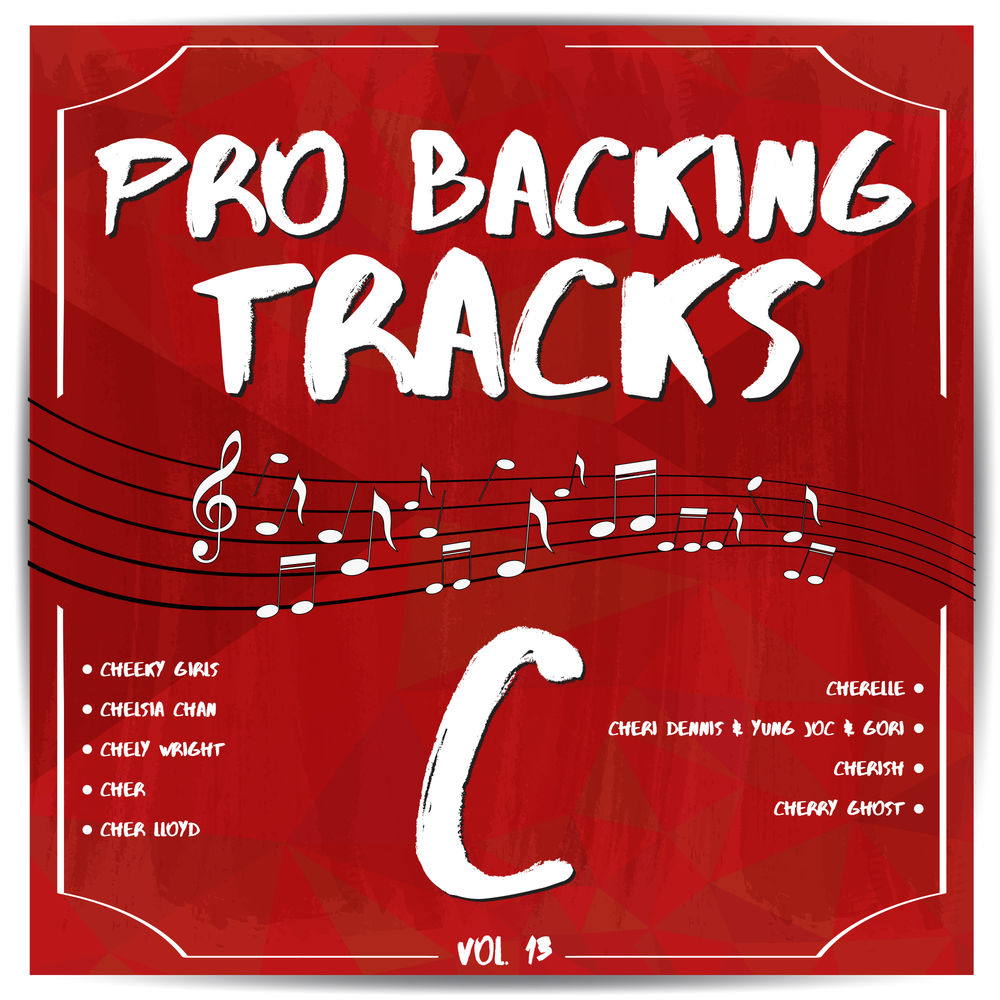 PRO BACKING
TRACKS
C
• CHEEKY GIRLS
• CHELSIA CHAN
• CHELY WRIGHT
• CHER
• CHER LLOYD
CHERELLE •
CHERI DENNIS & YUNG JOC & GORI •
CHERISH •
CHERRY GHOST •
VOL. 13